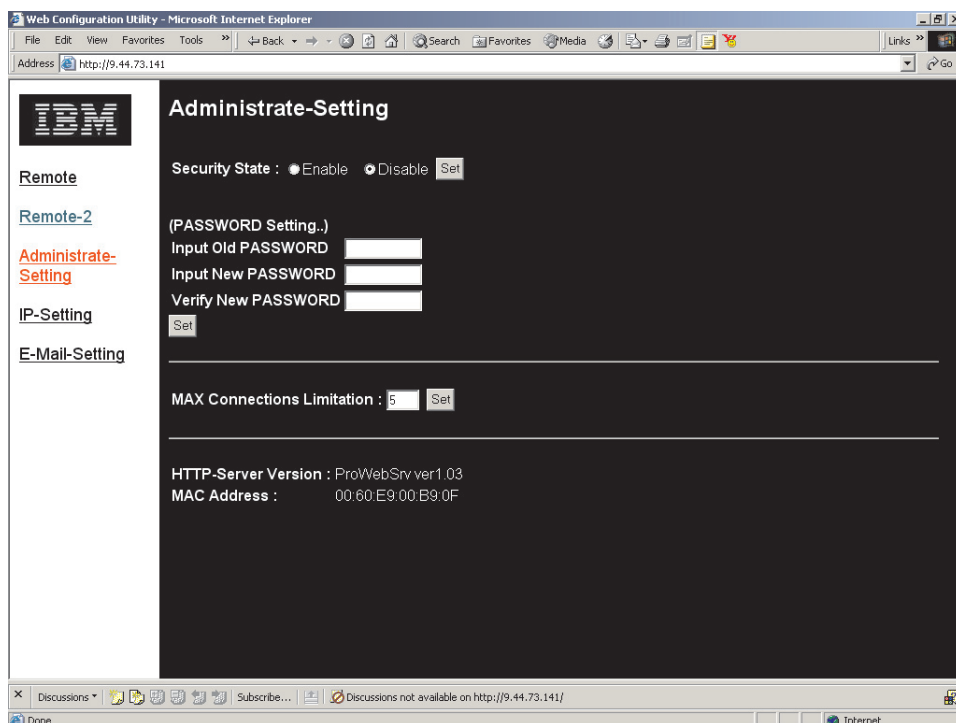 Web Configuration Utility - Microsoft Internet Explorer
File Edit View Favorites Tools » Back Search Favorites Media Links »
Address http://9.44.73.141 Go
IBM
Remote
Remote-2
Administrate-
Setting
IP-Setting
E-Mail-Setting
Administrate-Setting
Security State : Enable Disable Set
(PASSWORD Setting..)
Input Old PASSWORD
Input New PASSWORD
Verify New PASSWORD
Set
MAX Connections Limitation : 5 Set
HTTP-Server Version : ProWebSrv ver1.03
MAC Address : 00:60:E9:00:B9:0F
Discussions Subscribe... Discussions not available on http://9.44.73.141/
Done Internet